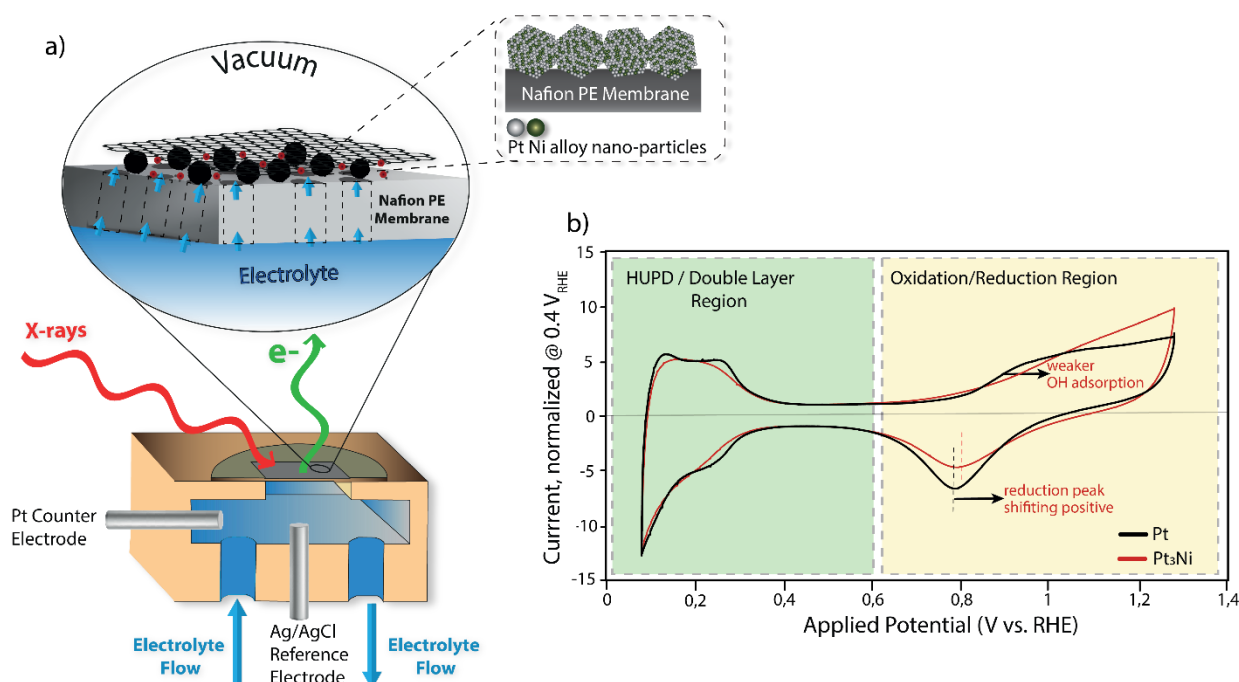 a)
Vacuum
Nafion PE Membrane
Pt Ni alloy nano-particles
Nafion PE
Membrane
Electrolyte
X-rays
e-
Pt Counter
Electrode
Electrolyte
Flow
Ag/AgCl
Reference
Electrode
Electrolyte
Flow
b)
Currrent, normalized @ 0.4 V_RHE
15
10
5
0
-5
-10
-15
HUPD / Double Layer
Region
Oxidation/Reduction Region
weaker
OH adsorption
reduction peak
shifiting positive
Pt
Pt₃Ni
0
0,2
0,4
0,6
0,8
1
1,2
1,4
Applied Potential (V vs. RHE)